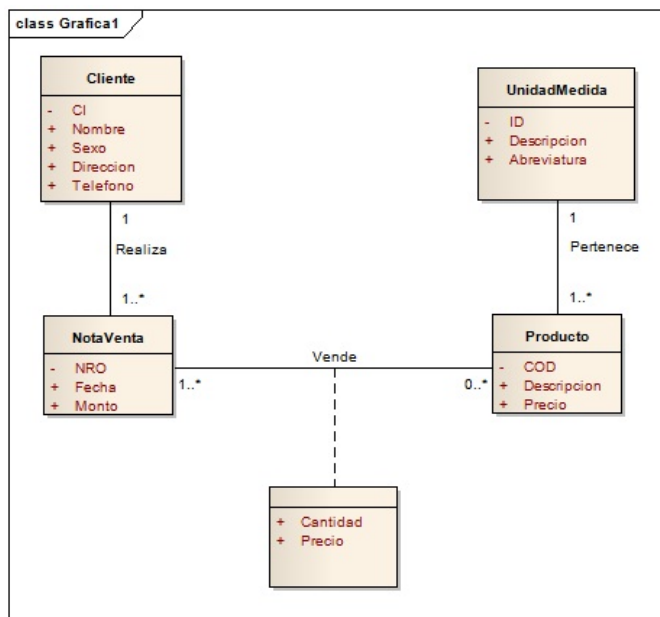 class Grafica1
Cliente
- CI
+ Nombre
+ Sexo
+ Direccion
+ Telefono
UnidadMedida
- ID
+ Descripcion
+ Abreviatura
1
Realiza
1..*
1
Pertenece
1..*
NotaVenta
- NRO
+ Fecha
+ Monto
Vende
1..*
0..*
Producto
- COD
+ Descripcion
+ Precio
+ Cantidad
+ Precio